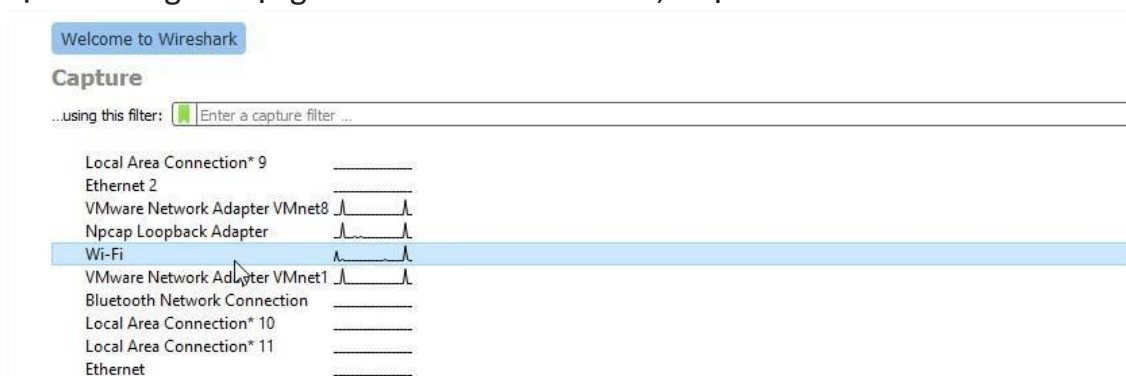 Welcome to Wireshark
Capture
...using this filter: Enter a capture filter ...
Local Area Connection* 9
Ethernet 2
VMware Network Adapter VMnet8
Npcap Loopback Adapter
Wi-Fi
VMware Network Adapter VMnet1
Bluetooth Network Connection
Local Area Connection* 10
Local Area Connection* 11
Ethernet